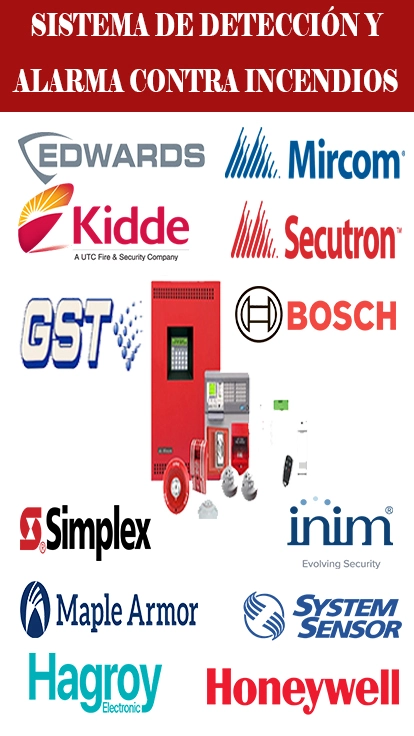 SISTEMA DE DETECCIÓN Y
ALARMA CONTRA INCENDIOS
EDWARDS
Mircom®
Kidde
A UTC Fire & Security Company
Secutron™
GST
BOSCH
Simplex®
inim®
Evolving Security
Maple Armor
SYSTEM
SENSOR
Hagroy
Electronic
Honeywell